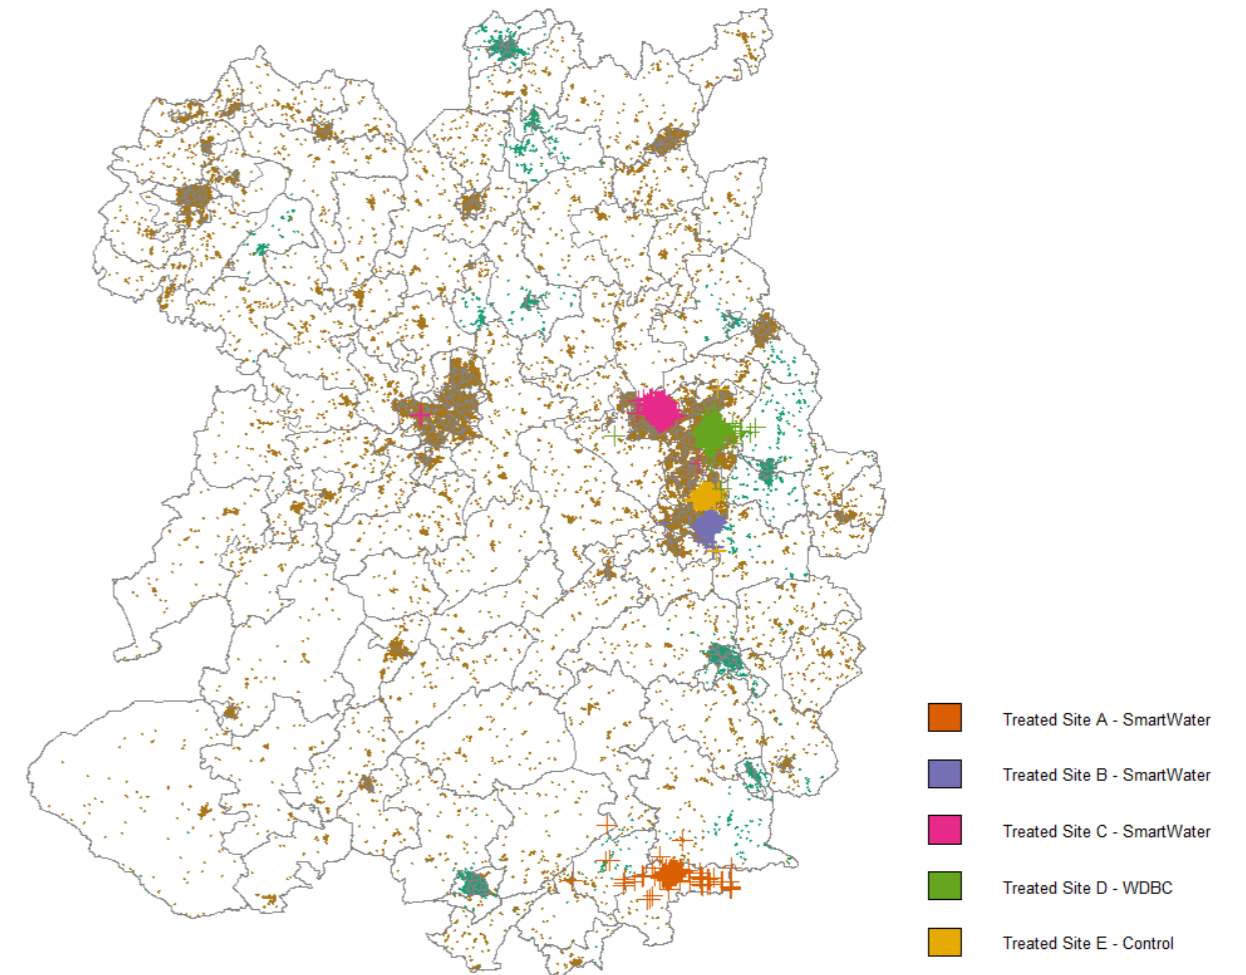 Treated Site A - SmartWater
Treated Site B - SmartWater
Treated Site C - SmartWater
Treated Site D - WDBC
Treated Site E - Control